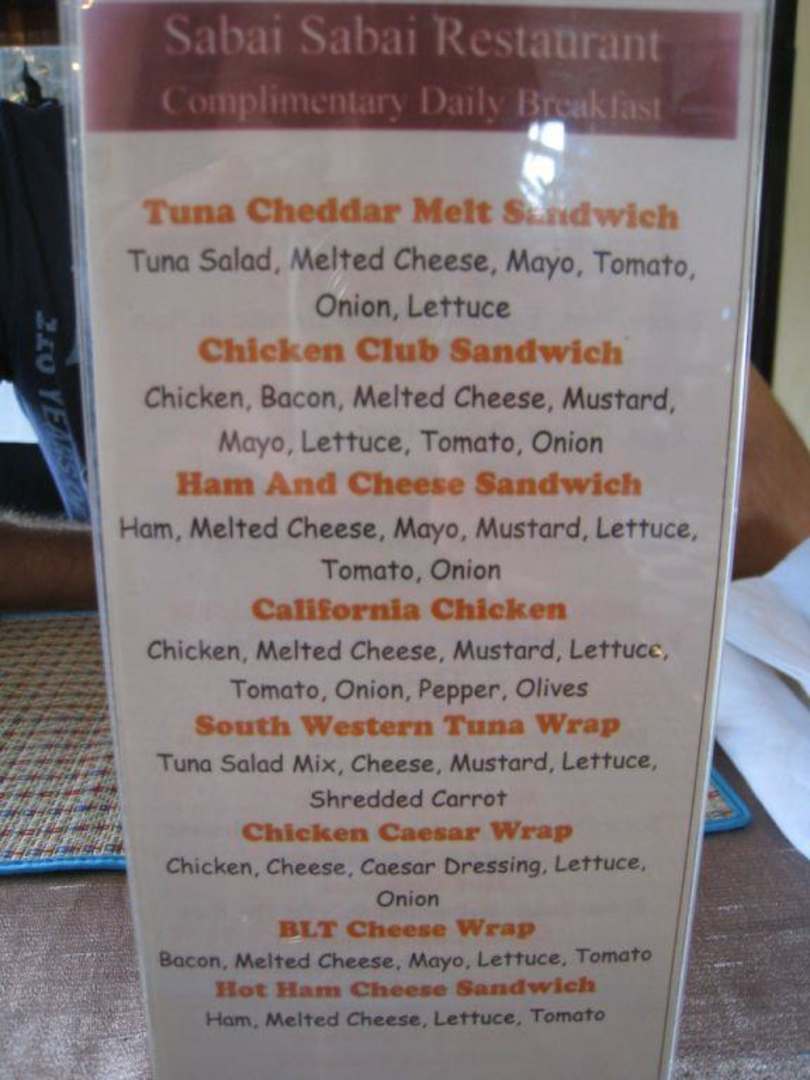 Sabai Sabai Restaurant
Complimentary Daily Breakfast
Tuna Cheddar Melt Sandwich
Tuna Salad, Melted Cheese, Mayo, Tomato,
Onion, Lettuce
Chicken Club Sandwich
Chicken, Bacon, Melted Cheese, Mustard,
Mayo, Lettuce, Tomato, Onion
Ham And Cheese Sandwich
Ham, Melted Cheese, Mayo, Mustard, Lettuce,
Tomato, Onion
California Chicken
Chicken, Melted Cheese, Mustard, Lettuce,
Tomato, Onion, Pepper, Olives
South Western Tuna Wrap
Tuna Salad Mix, Cheese, Mustard, Lettuce,
Shredded Carrot
Chicken Caesar Wrap
Chicken, Cheese, Caesar Dressing, Lettuce,
Onion
BLT Cheese Wrap
Bacon, Melted Cheese, Mayo, Lettuce, Tomato
Hot Ham Cheese Sandwich
Ham, Melted Cheese, Lettuce, Tomato